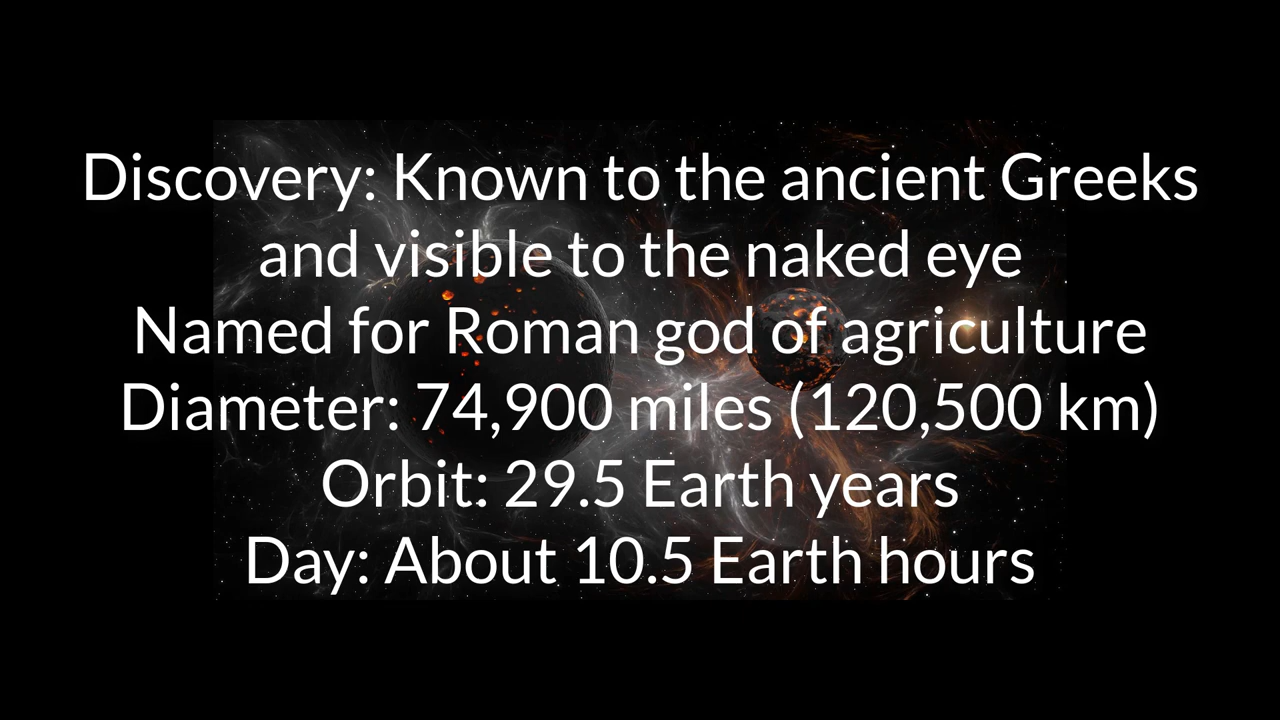 Discovery: Known to the ancient Greeks
and visible to the naked eye
Named for Roman god of agriculture
Diameter: 74,900 miles (120,500 km)
Orbit: 29.5 Earth years
Day: About 10.5 Earth hours